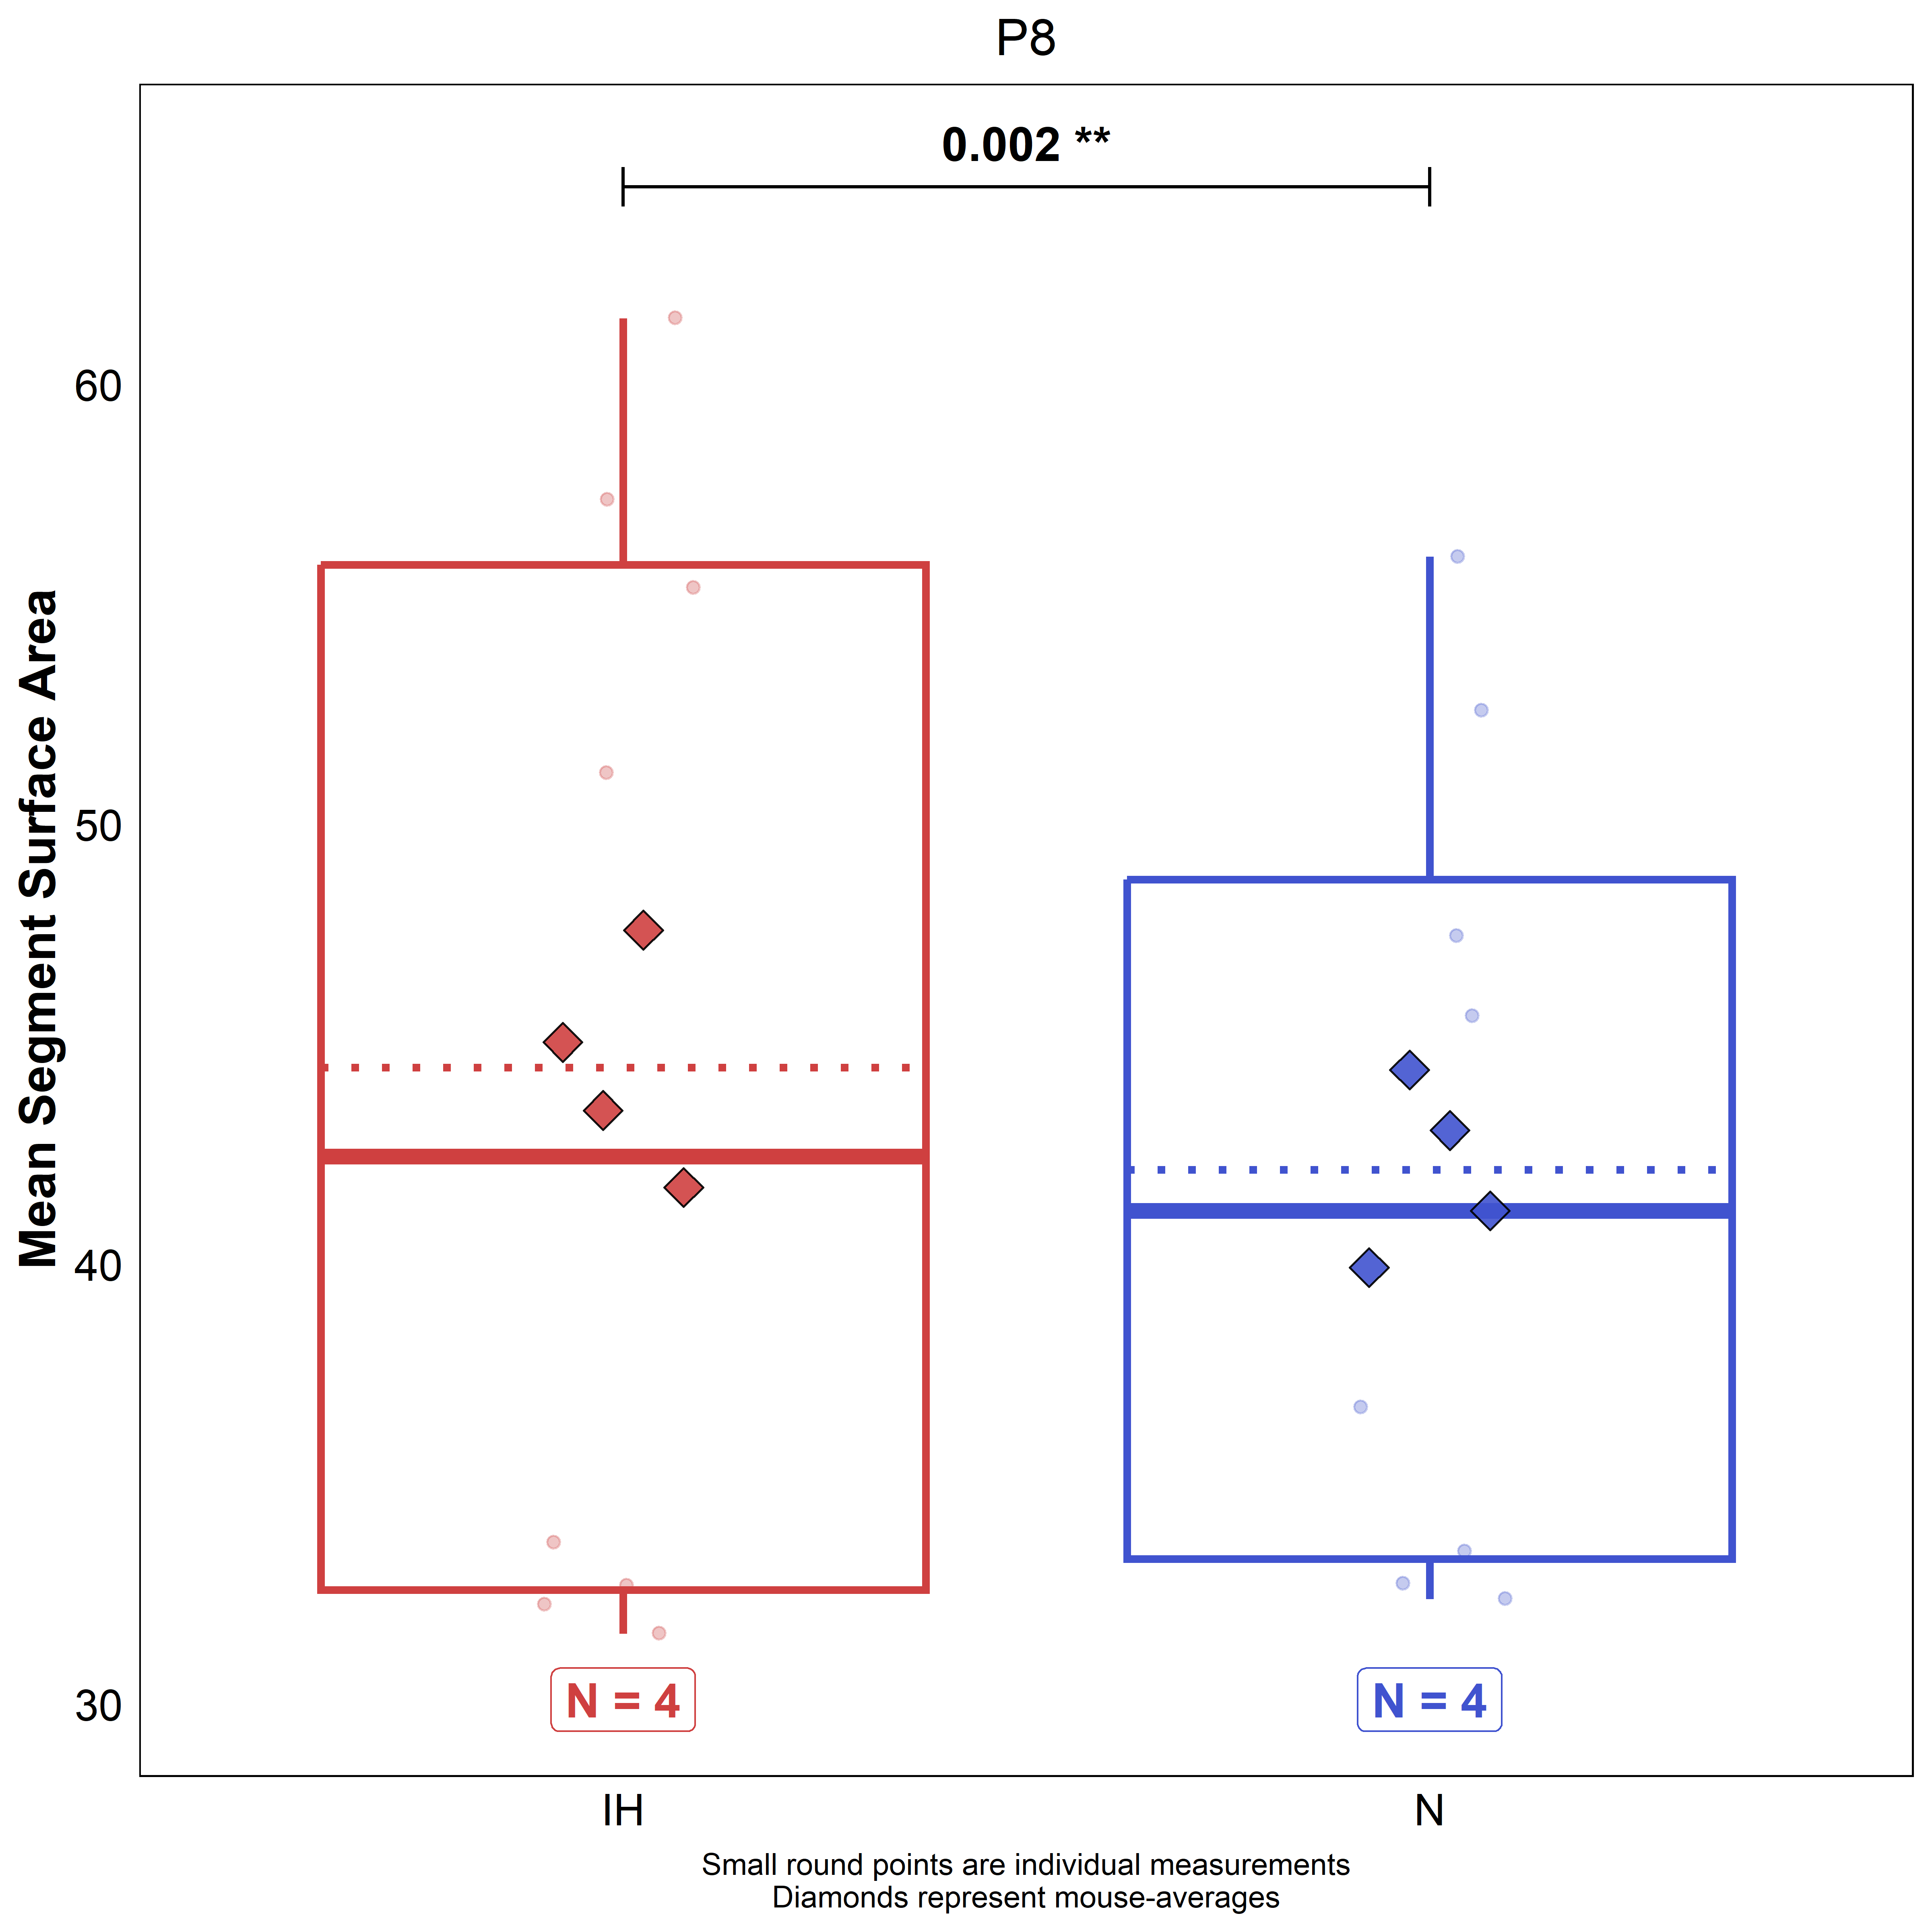 P8
0.002 **
60
50
40
30
Mean Segment Surface Area
N = 4
N = 4
IH
N
Small round points are individual measurements
Diamonds represent mouse-averages